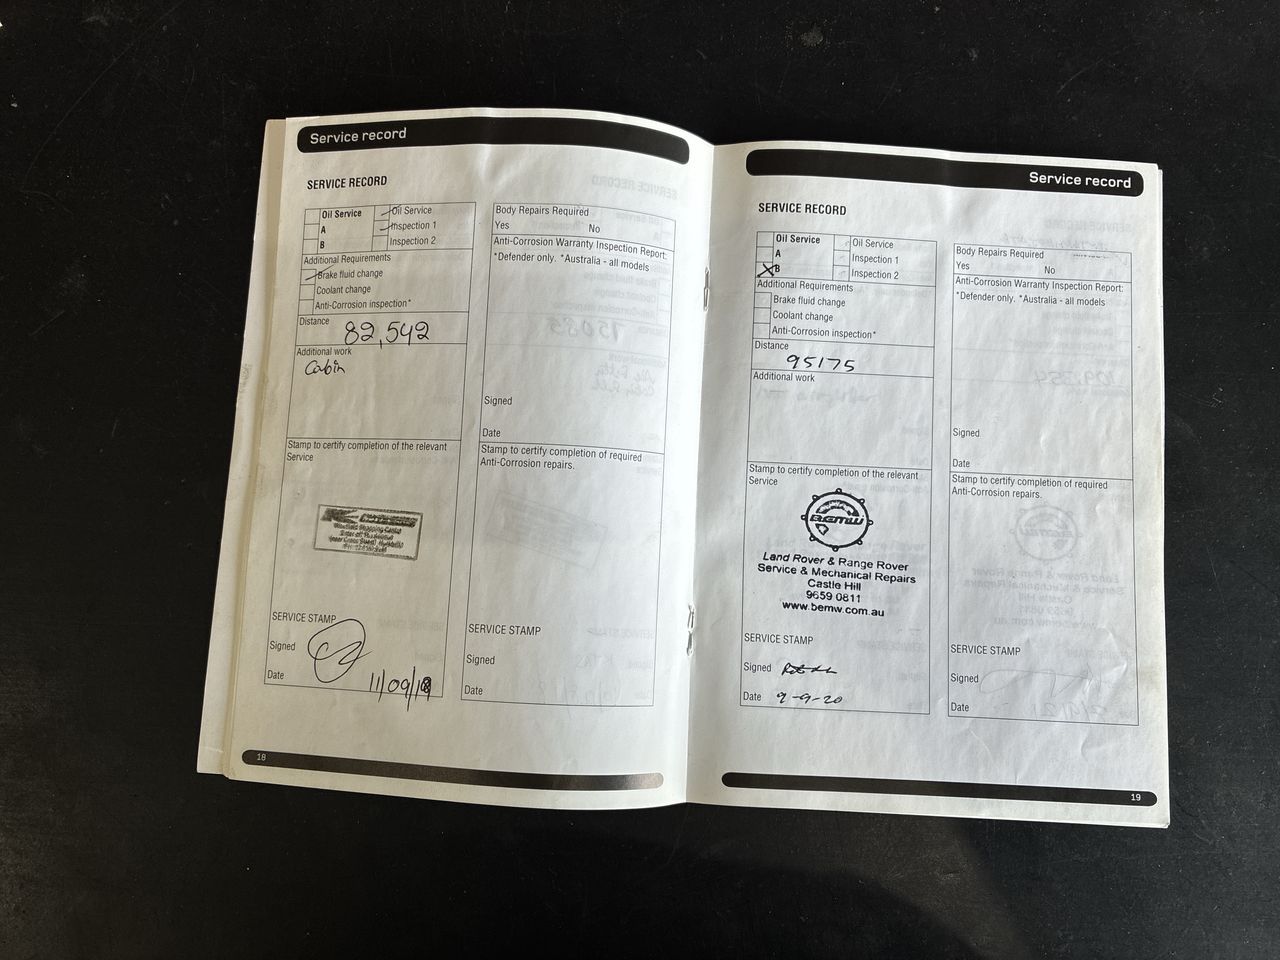 Service record
SERVICE RECORD
Oil Service
A
B
Oil Service
Inspection 1
Inspection 2
Additional Requirements
Brake fluid change
Coolant change
Anti-Corrosion inspection*
Distance
82,542
Additional work
Cabin
Stamp to certify completion of the relevant
Service
SERVICE STAMP
Signed
Date
11/09/18
Body Repairs Required
Yes No
Anti-Corrosion Warranty Inspection Report:
*Defender only. *Australia - all models
Signed
Date
Stamp to certify completion of required
Anti-Corrosion repairs.
SERVICE STAMP
Signed
Date
18
Service record
SERVICE RECORD
Oil Service
A
B
Oil Service
Inspection 1
Inspection 2
Additional Requirements
Brake fluid change
Coolant change
Anti-Corrosion inspection*
Distance
95175
Additional work
Stamp to certify completion of the relevant
Service
BEMW
Land Rover & Range Rover
Service & Mechanical Repairs
Castle Hill
9659 0811
www.bemw.com.au
SERVICE STAMP
Signed
Date 9-9-20
Body Repairs Required
Yes No
Anti-Corrosion Warranty Inspection Report:
*Defender only. *Australia - all models
Signed
Date
Stamp to certify completion of required
Anti-Corrosion repairs.
SERVICE STAMP
Signed
Date
19